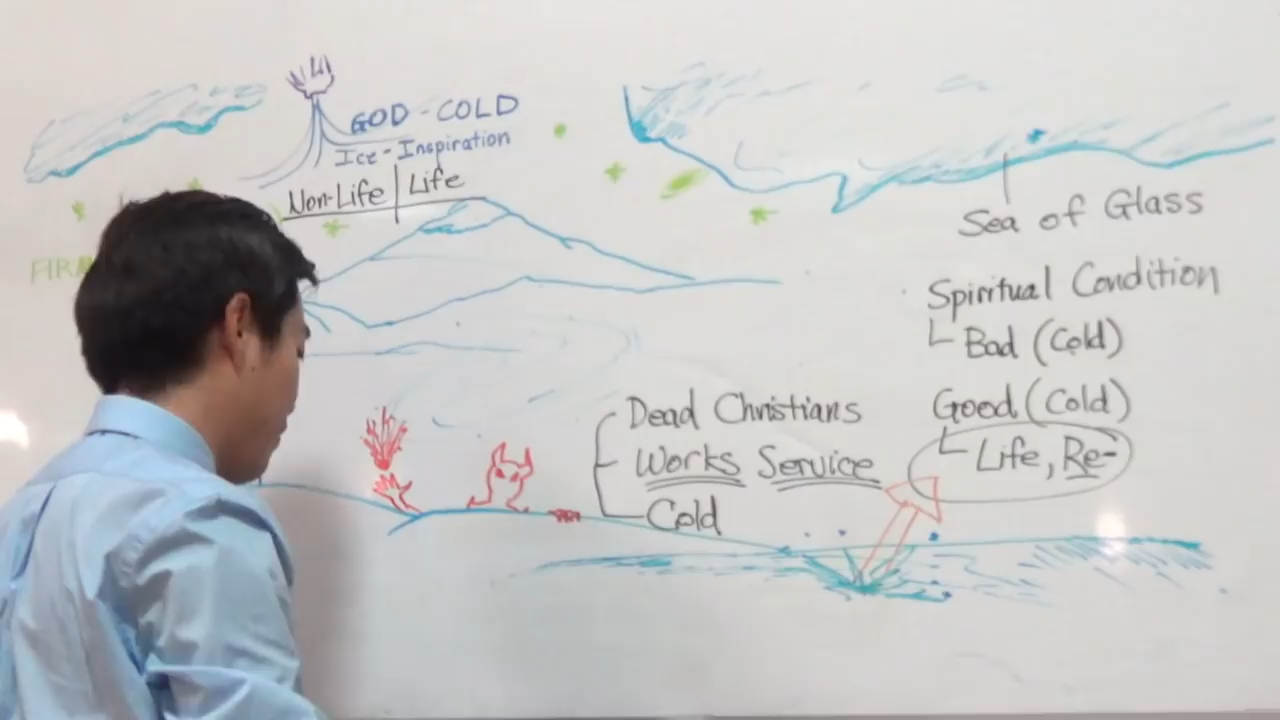 GOD - COLD
Ice - Inspiration
Non-Life | Life
Sea of Glass
Spiritual Condition
Bad (Cold)
Good (Cold)
Life, Re-
Dead Christians
Works Service
Cold